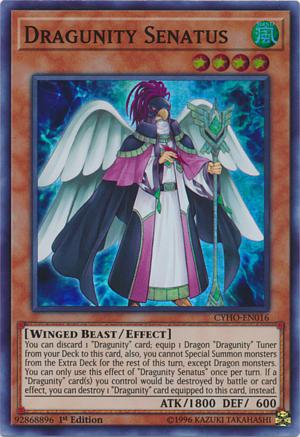 DRAGUNITY SENATUS
風
CYHO-EN016
[WINGED BEAST/EFFECT]
You can discard 1 "Dragunity" card; equip 1 Dragon "Dragunity" Tuner
from your Deck to this card, also, you cannot Special Summon monsters
from the Extra Deck for the rest of this turn, except Dragon monsters.
You can only use this effect of "Dragunity Senatus" once per turn. If a
"Dragunity" card(s) you control would be destroyed by battle or card
effect, you can destroy 1 "Dragunity" card equipped to this card, instead.
ATK/1800 DEF/ 600
92868896 1st Edition ©1996 KAZUKI TAKAHASHI